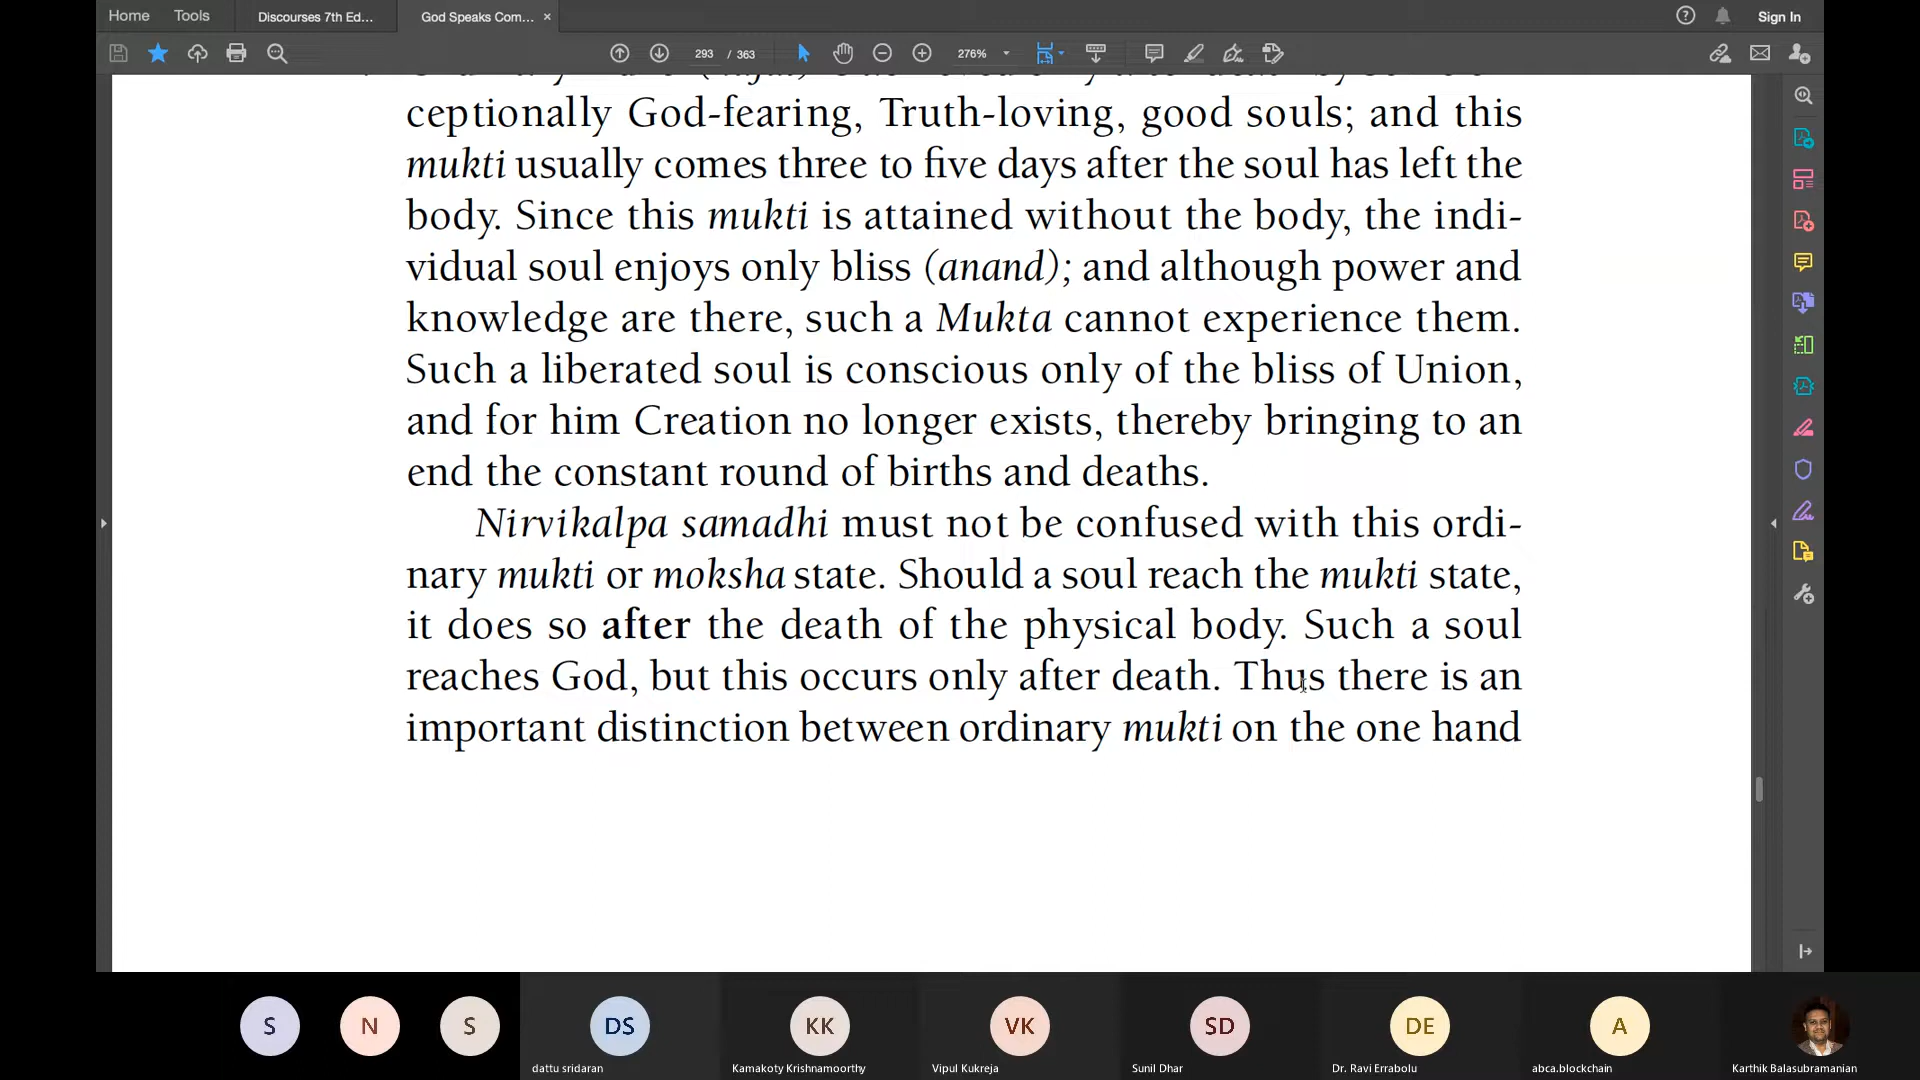 Home Tools Discourses 7th Ed... God Speaks Com... × Sign In
293 / 363 276%
ceptionally God-fearing, Truth-loving, good souls; and this
mukti usually comes three to five days after the soul has left the
body. Since this mukti is attained without the body, the indi-
vidual soul enjoys only bliss (anand); and although power and
knowledge are there, such a Mukta cannot experience them.
Such a liberated soul is conscious only of the bliss of Union,
and for him Creation no longer exists, thereby bringing to an
end the constant round of births and deaths.
Nirvikalpa samadhi must not be confused with this ordi-
nary mukti or moksha state. Should a soul reach the mukti state,
it does so after the death of the physical body. Such a soul
reaches God, but this occurs only after death. Thus there is an
important distinction between ordinary mukti on the one hand
S N S DS KK VK SD DE A
dattu sridaran Kamakoty Krishnamoorthy Vipul Kukreja Sunil Dhar Dr. Ravi Errabolu abca.blockchain Karthik Balasubramanian